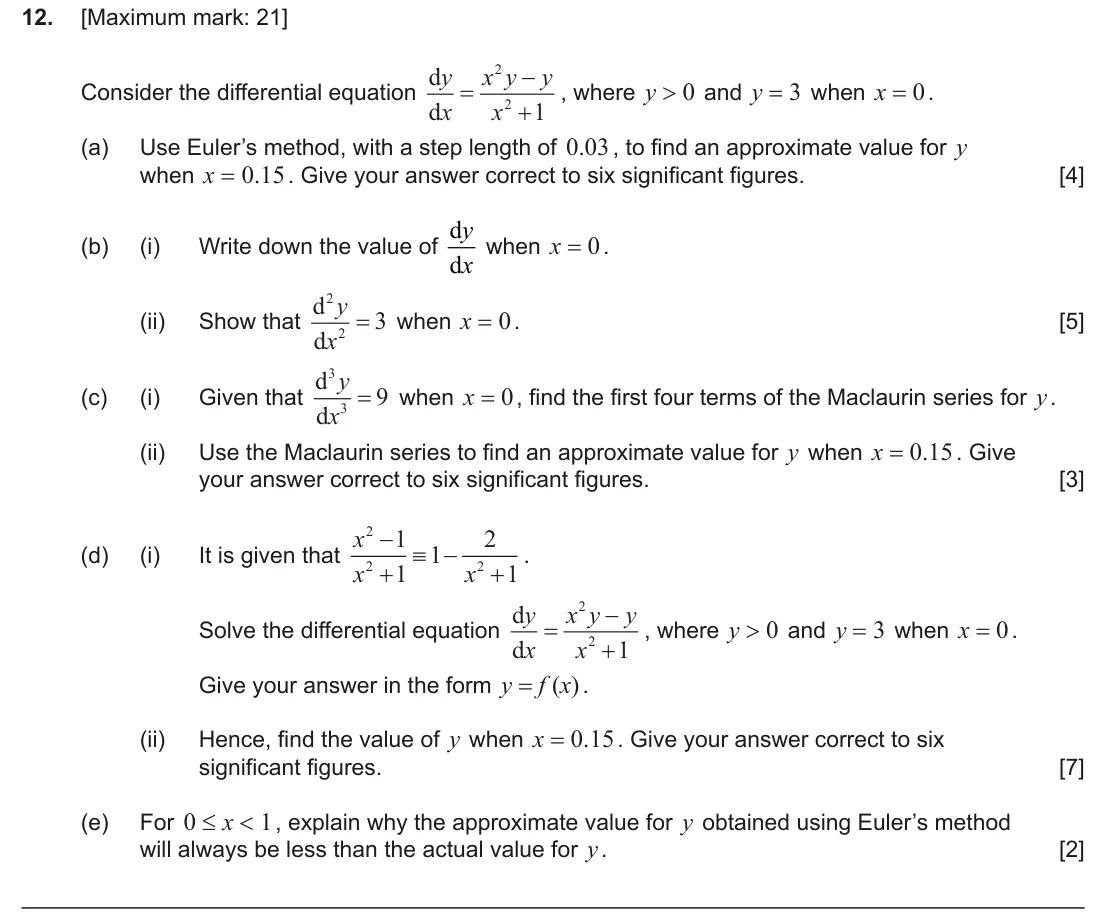 12. [Maximum mark: 21]
Consider the differential equation dy/dx = (x²y − y)/(x² + 1), where y > 0 and y = 3 when x = 0.
(a) Use Euler’s method, with a step length of 0.03, to find an approximate value for y
when x = 0.15. Give your answer correct to six significant figures. [4]
(b) (i) Write down the value of dy/dx when x = 0.
(ii) Show that d²y/dx² = 3 when x = 0. [5]
(c) (i) Given that d³y/dx³ = 9 when x = 0, find the first four terms of the Maclaurin series for y.
(ii) Use the Maclaurin series to find an approximate value for y when x = 0.15. Give
your answer correct to six significant figures. [3]
(d) (i) It is given that (x² − 1)/(x² + 1) ≡ 1 − 2/(x² + 1).
Solve the differential equation dy/dx = (x²y − y)/(x² + 1), where y > 0 and y = 3 when x = 0.
Give your answer in the form y = f(x).
(ii) Hence, find the value of y when x = 0.15. Give your answer correct to six
significant figures. [7]
(e) For 0 ≤ x < 1, explain why the approximate value for y obtained using Euler’s method
will always be less than the actual value for y. [2]